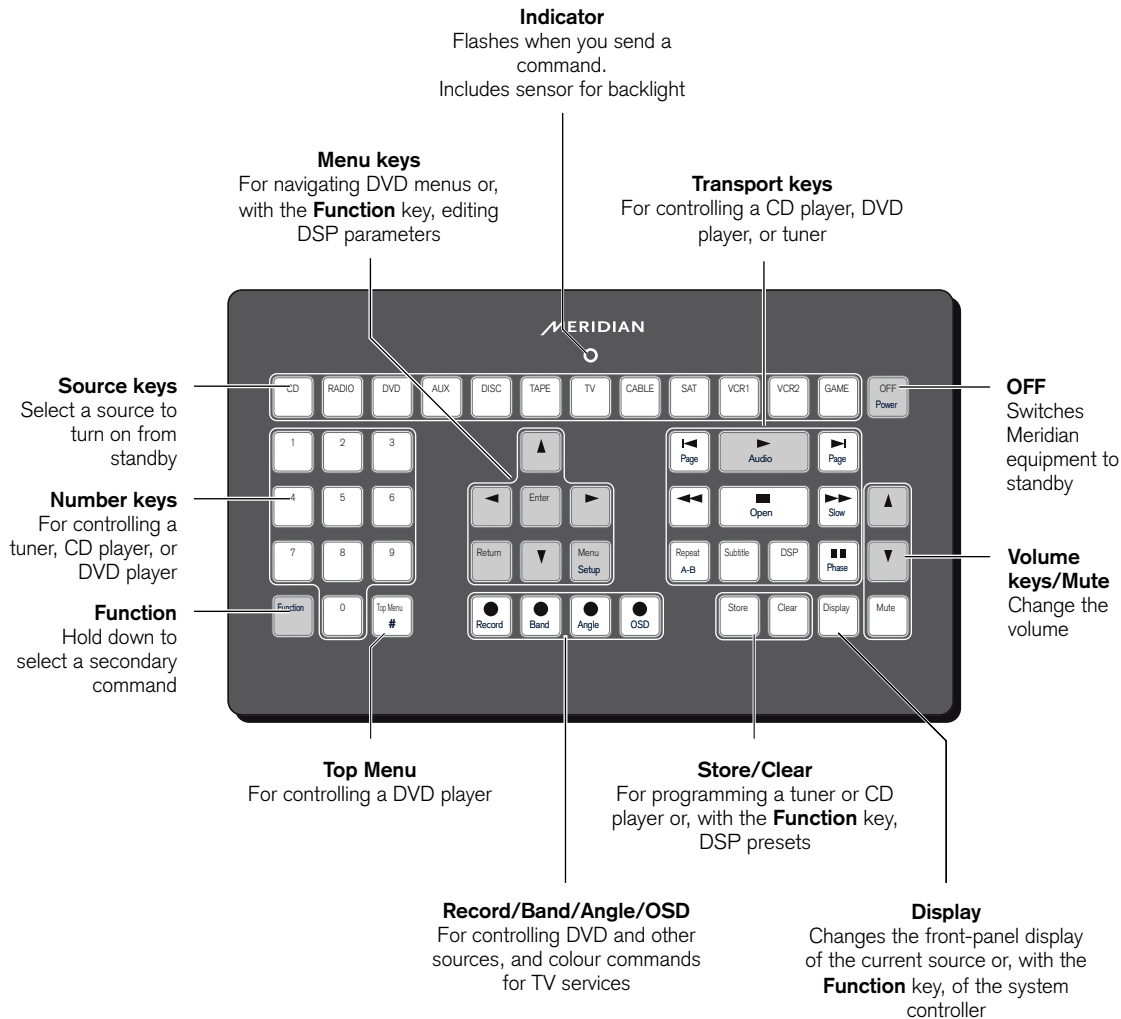 Indicator
Flashes when you send a
command.
Includes sensor for backlight
Menu keys
For navigating DVD menus or,
with the Function key, editing
DSP parameters
Transport keys
For controlling a CD player, DVD
player, or tuner
MERIDIAN
Source keys
Select a source to
turn on from
standby
Number keys
For controlling a
tuner, CD player, or
DVD player
Function
Hold down to
select a secondary
command
CD RADIO DVD AUX DISC TAPE TV CABLE SAT VCR1 VCR2 GAME OFF
Power
1 2 3
Page Audio Page
4 5 6
Enter
Open Slow
7 8 9
Return Menu
Setup
Repeat Subtitle DSP
A-B Phase
Function 0 Top Menu
#
Record Band Angle OSD
Store Clear Display Mute
OFF
Switches
Meridian
equipment to
standby
Volume
keys/Mute
Change the
volume
Top Menu
For controlling a DVD player
Store/Clear
For programming a tuner or CD
player or, with the Function key,
DSP presets
Record/Band/Angle/OSD
For controlling DVD and other
sources, and colour commands
for TV services
Display
Changes the front-panel display
of the current source or, with the
Function key, of the system
controller